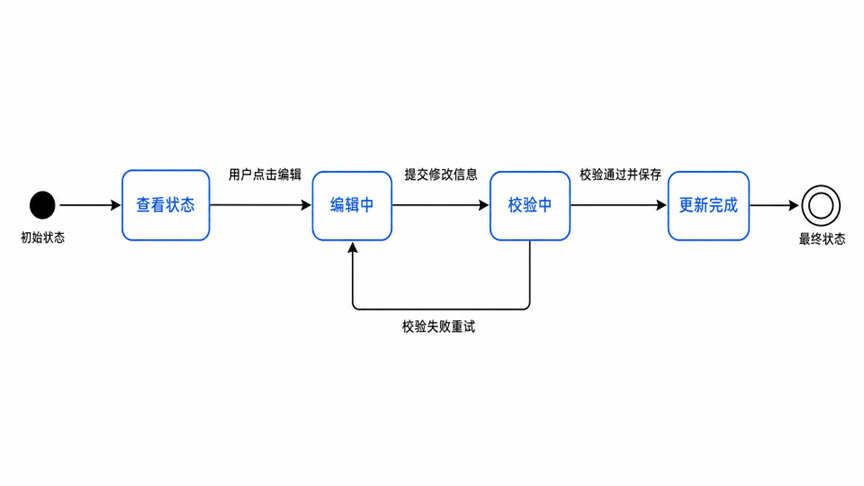 用户点击编辑
提交修改信息
校验通过并保存
查看状态
编辑中
校验中
更新完成
初始状态
最终状态
校验失败重试